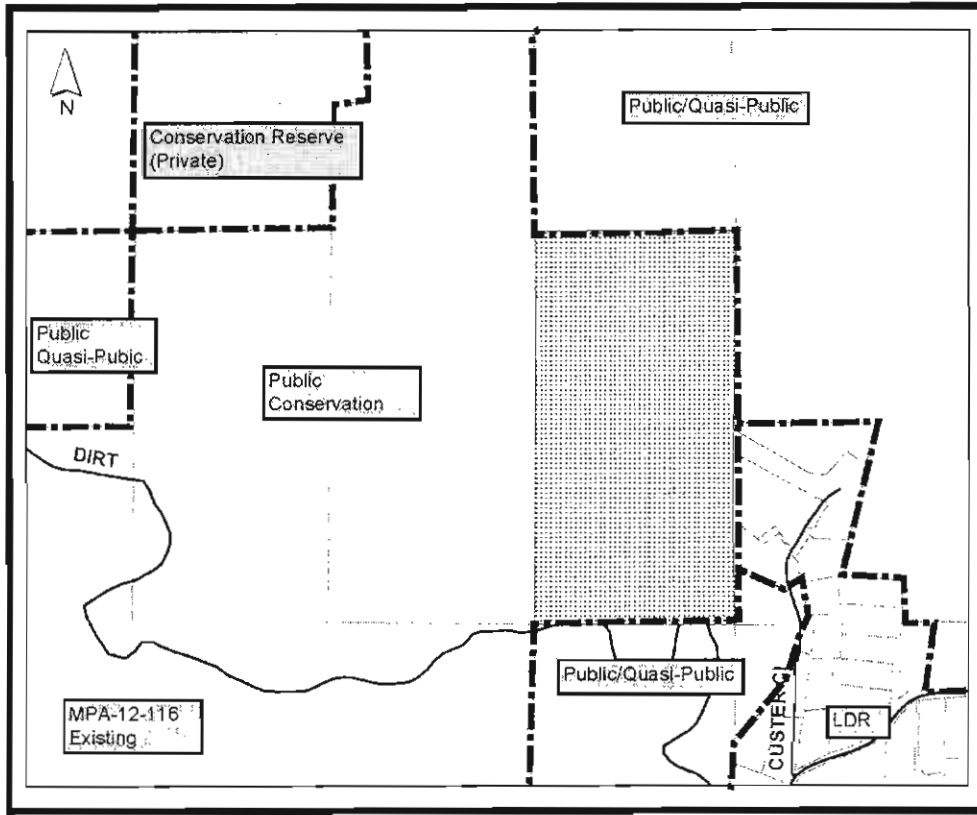 N
Public/Quasi-Public
Conservation Reserve
(Private)
Public
Quasi-Pubic
Public
Conservation
DIRT
Public/Quasi-Public
MPA-12-116
Existing
CUSTER CI
LDR